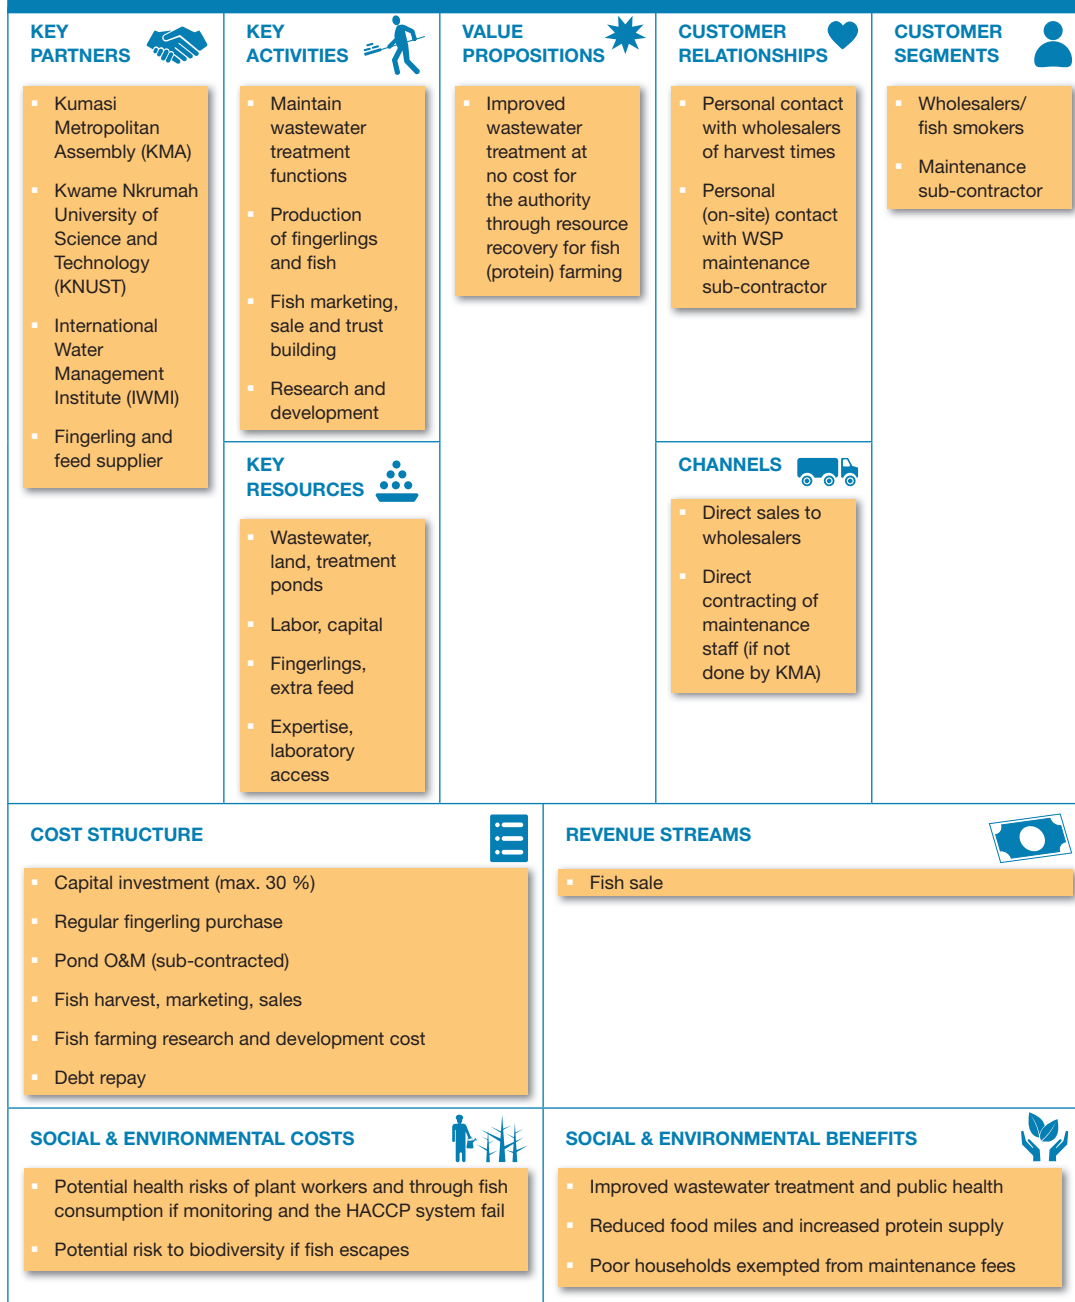 KEY
PARTNERS
Kumasi
Metropolitan
Assembly (KMA)
Kwame Nkrumah
University of
Science and
Technology
(KNUST)
International
Water
Management
Institute (IWMI)
Fingerling and
feed supplier
KEY
ACTIVITIES
Maintain
wastewater
treatment
functions
Production
of fingerlings
and fish
Fish marketing,
sale and trust
building
Research and
development
KEY
RESOURCES
Wastewater,
land, treatment
ponds
Labor, capital
Fingerlings,
extra feed
Expertise,
laboratory
access
VALUE
PROPOSITIONS
Improved
wastewater
treatment at
no cost for
the authority
through resource
recovery for fish
(protein) farming
CUSTOMER
RELATIONSHIPS
Personal contact
with wholesalers
of harvest times
Personal
(on-site) contact
with WSP
maintenance
sub-contractor
CHANNELS
Direct sales to
wholesalers
Direct
contracting of
maintenance
staff (if not
done by KMA)
CUSTOMER
SEGMENTS
Wholesalers/
fish smokers
Maintenance
sub-contractor
COST STRUCTURE
Capital investment (max. 30 %)
Regular fingerling purchase
Pond O&M (sub-contracted)
Fish harvest, marketing, sales
Fish farming research and development cost
Debt repay
REVENUE STREAMS
Fish sale
SOCIAL & ENVIRONMENTAL COSTS
Potential health risks of plant workers and through fish
consumption if monitoring and the HACCP system fail
Potential risk to biodiversity if fish escapes
SOCIAL & ENVIRONMENTAL BENEFITS
Improved wastewater treatment and public health
Reduced food miles and increased protein supply
Poor households exempted from maintenance fees